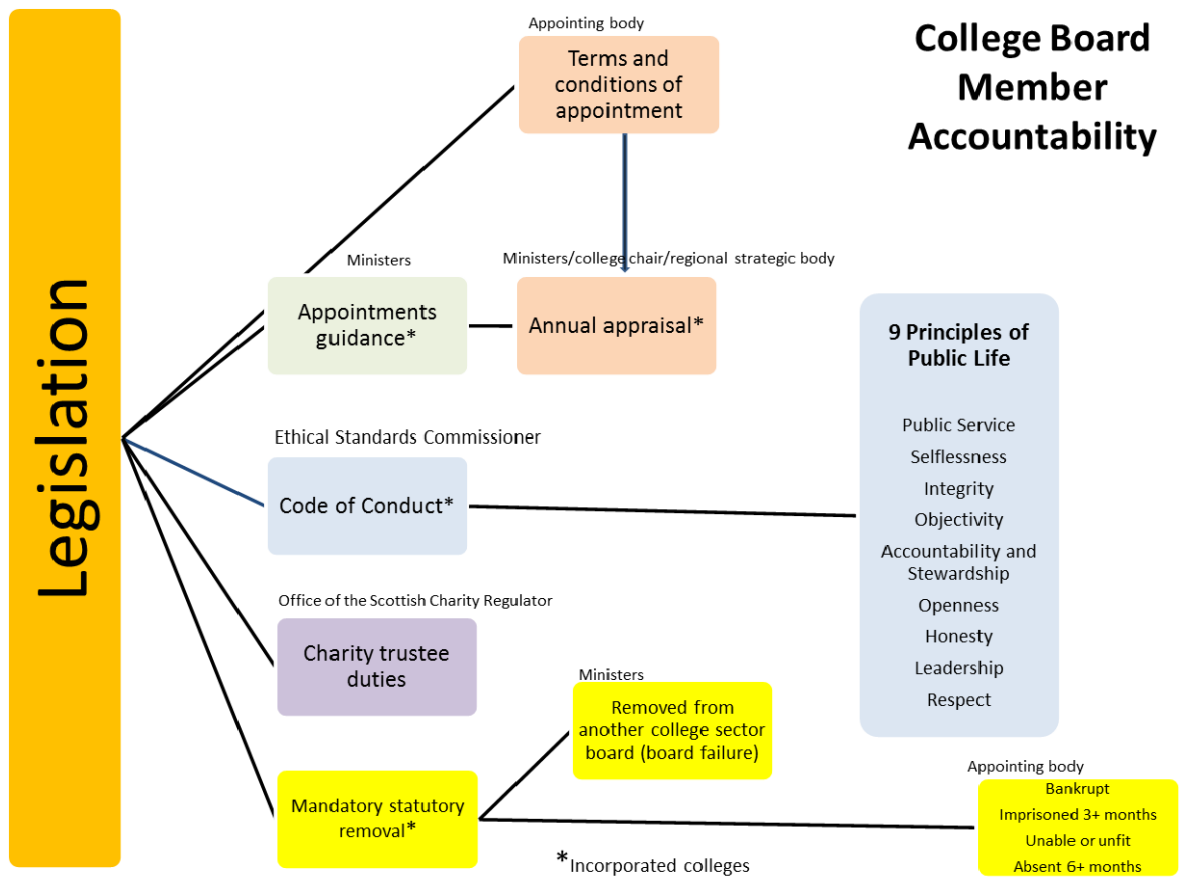 Legislation
College Board
Member
Accountability
Appointing body
Terms and
conditions of
appointment
Ministers
Appointments
guidance*
Ministers/college chair/regional strategic body
Annual appraisal*
Ethical Standards Commissioner
Code of Conduct*
9 Principles of
Public Life
Public Service
Selflessness
Integrity
Objectivity
Accountability and
Stewardship
Openness
Honesty
Leadership
Respect
Office of the Scottish Charity Regulator
Charity trustee
duties
Mandatory statutory
removal*
Ministers
Removed from
another college sector
board (board failure)
Appointing body
Bankrupt
Imprisoned 3+ months
Unable or unfit
Absent 6+ months
*Incorporated colleges